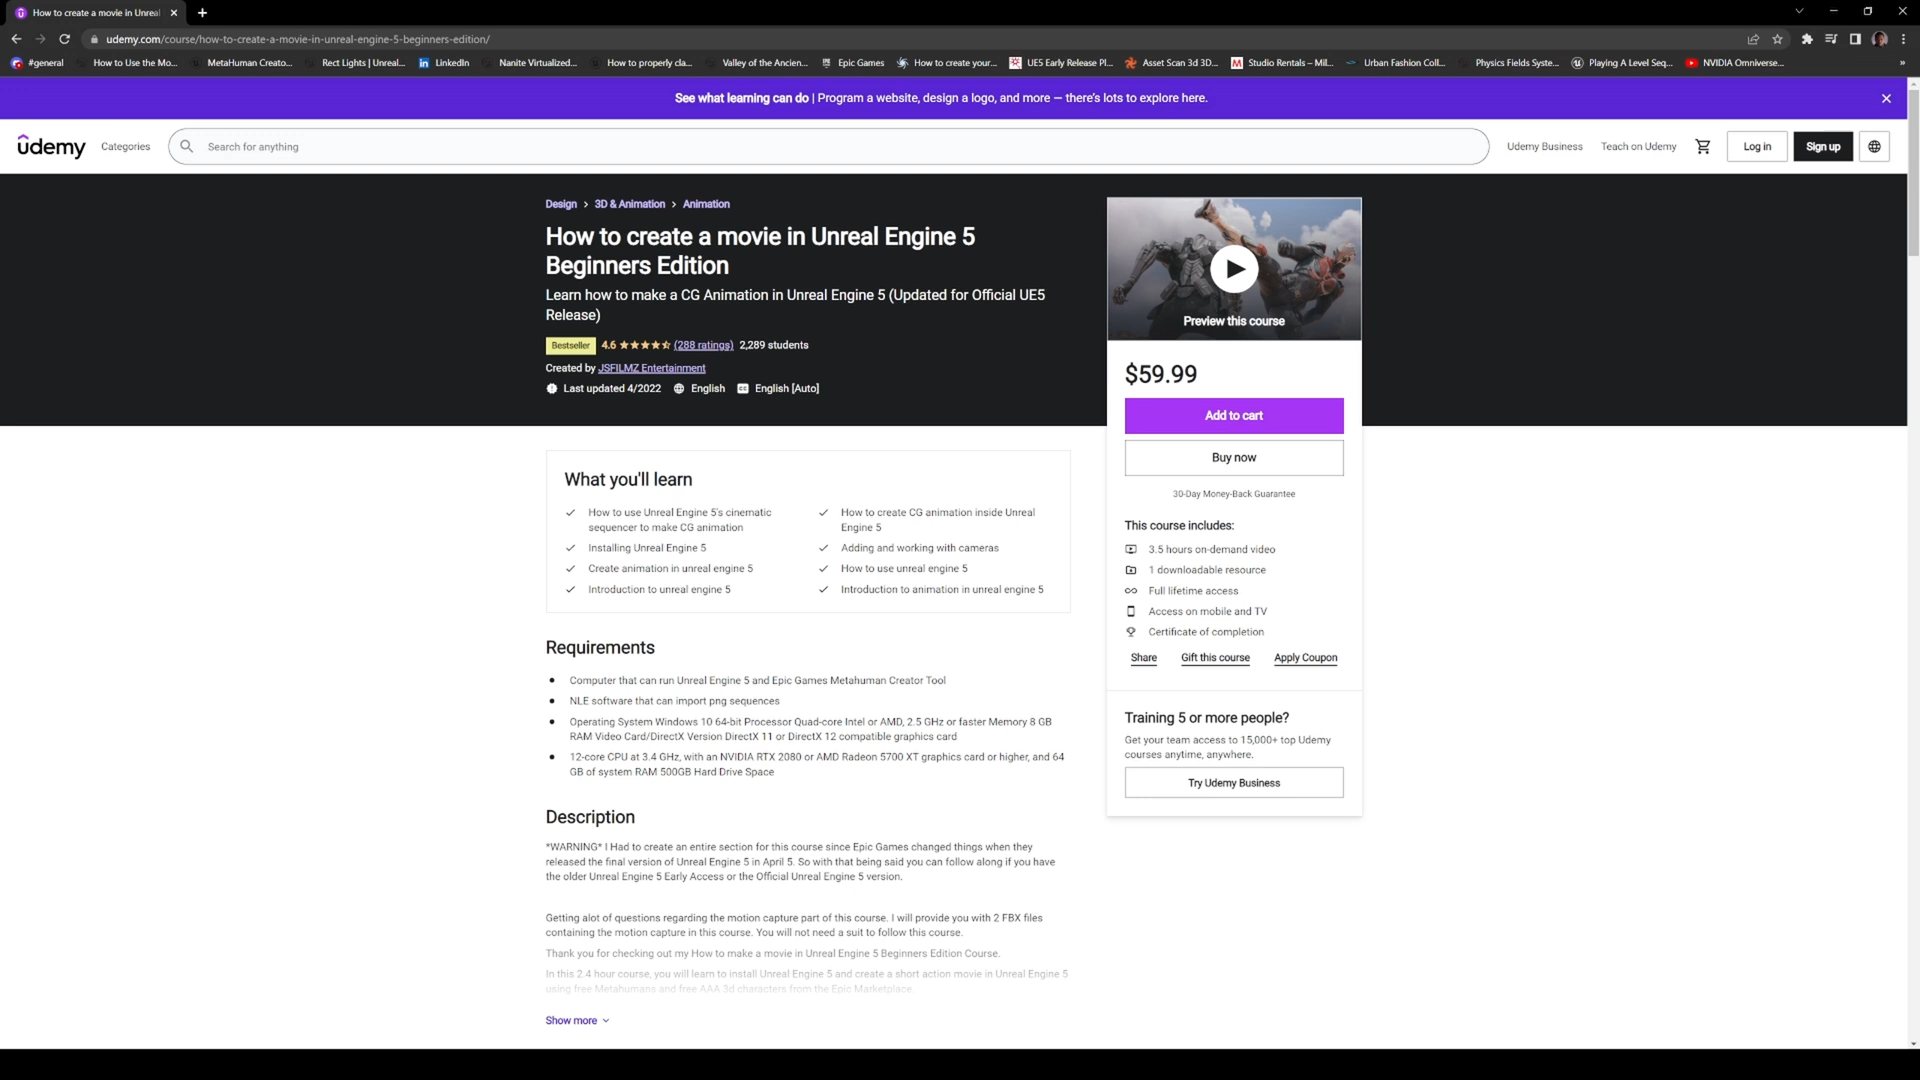 How to create a movie in Unreal
udemy.com/course/how-to-create-a-movie-in-unreal-engine-5-beginners-edition/
#general How to Use the Mo... MetaHuman Creato... Rect Lights | Unreal... LinkedIn Nanite Virtualized... How to properly cla... Valley of the Ancien... Epic Games How to create your... UE5 Early Release Pl... Asset Scan 3d 3D... Studio Rentals – Mil... Urban Fashion Coll... Physics Fields Syste... Playing A Level Seq... NVIDIA Omniverse...
See what learning can do | Program a website, design a logo, and more — there's lots to explore here.
ûdemy Categories Search for anything Udemy Business Teach on Udemy Log in Sign up
Design > 3D & Animation > Animation
How to create a movie in Unreal Engine 5
Beginners Edition
Learn how to make a CG Animation in Unreal Engine 5 (Updated for Official UE5
Release)
Bestseller 4.6 (288 ratings) 2,289 students
Created by JSFILMZ Entertainment
Last updated 4/2022 English English [Auto]
Preview this course
$59.99
Add to cart
Buy now
30-Day Money-Back Guarantee
This course includes:
3.5 hours on-demand video
1 downloadable resource
Full lifetime access
Access on mobile and TV
Certificate of completion
Share Gift this course Apply Coupon
Training 5 or more people?
Get your team access to 15,000+ top Udemy
courses anytime, anywhere.
Try Udemy Business
What you'll learn
How to use Unreal Engine 5's cinematic
sequencer to make CG animation
Installing Unreal Engine 5
Create animation in unreal engine 5
Introduction to unreal engine 5
How to create CG animation inside Unreal
Engine 5
Adding and working with cameras
How to use unreal engine 5
Introduction to animation in unreal engine 5
Requirements
Computer that can run Unreal Engine 5 and Epic Games Metahuman Creator Tool
NLE software that can import png sequences
Operating System Windows 10 64-bit Processor Quad-core Intel or AMD, 2.5 GHz or faster Memory 8 GB
RAM Video Card/DirectX Version DirectX 11 or DirectX 12 compatible graphics card
12-core CPU at 3.4 GHz, with an NVIDIA RTX 2080 or AMD Radeon 5700 XT graphics card or higher, and 64
GB of system RAM 500GB Hard Drive Space
Description
*WARNING* I Had to create an entire section for this course since Epic Games changed things when they
released the final version of Unreal Engine 5 in April 5. So with that being said you can follow along if you have
the older Unreal Engine 5 Early Access or the Official Unreal Engine 5 version.
Getting alot of questions regarding the motion capture part of this course. I will provide you with 2 FBX files
containing the motion capture in this course. You will not need a suit to follow this course.
Thank you for checking out my How to make a movie in Unreal Engine 5 Beginners Edition Course.
In this 2.4 hour course, you will learn to install Unreal Engine 5 and create a short action movie in Unreal Engine 5
using free Metahumans and free AAA 3d characters from the Epic Marketplace
Show more